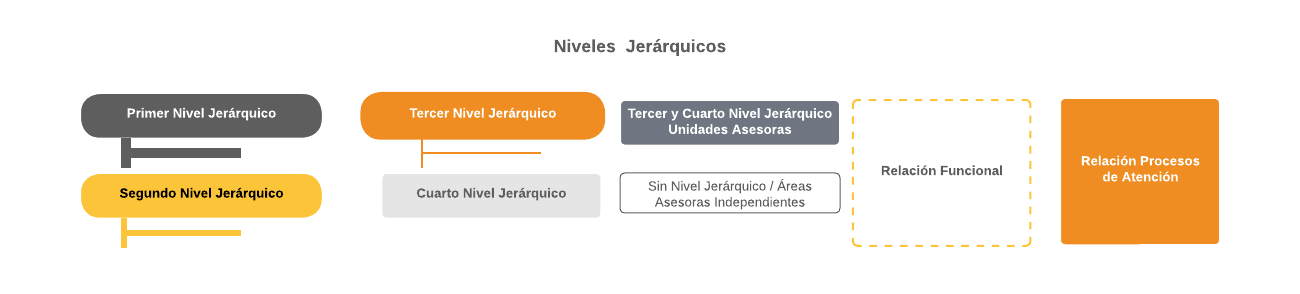 Niveles Jerárquicos
Primer Nivel Jerárquico
Segundo Nivel Jerárquico
Tercer Nivel Jerárquico
Cuarto Nivel Jerárquico
Tercer y Cuarto Nivel Jerárquico
Unidades Asesoras
Sin Nivel Jerárquico / Áreas
Asesoras Independientes
Relación Funcional
Relación Procesos
de Atención